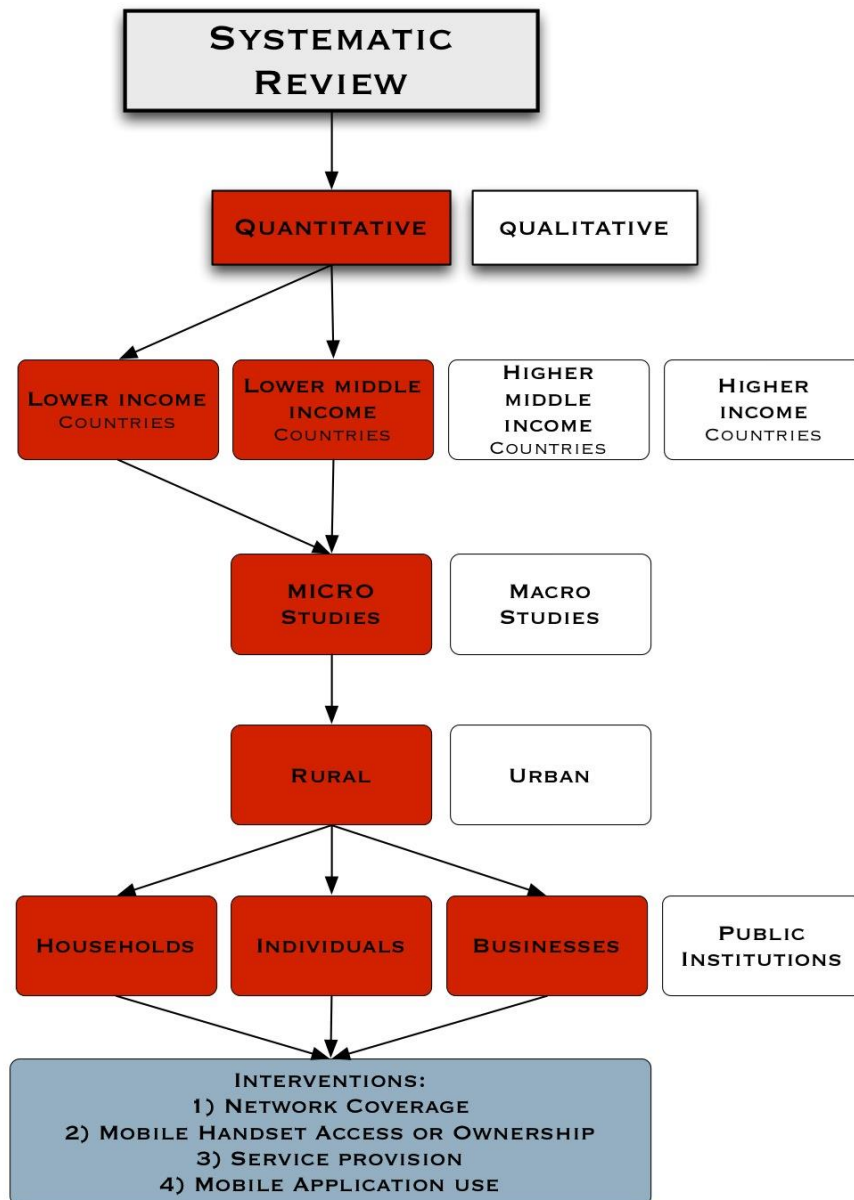 SYSTEMATIC
REVIEW
QUANTITATIVE
QUALITATIVE
LOWER INCOME
COUNTRIES
LOWER MIDDLE
INCOME
COUNTRIES
HIGHER
MIDDLE
INCOME
COUNTRIES
HIGHER
INCOME
COUNTRIES
MICRO
STUDIES
MACRO
STUDIES
RURAL
URBAN
HOUSEHOLDS
INDIVIDUALS
BUSINESSES
PUBLIC
INSTITUTIONS
INTERVENTIONS:
1) NETWORK COVERAGE
2) MOBILE HANDSET ACCESS OR OWNERSHIP
3) SERVICE PROVISION
4) MOBILE APPLICATION USE